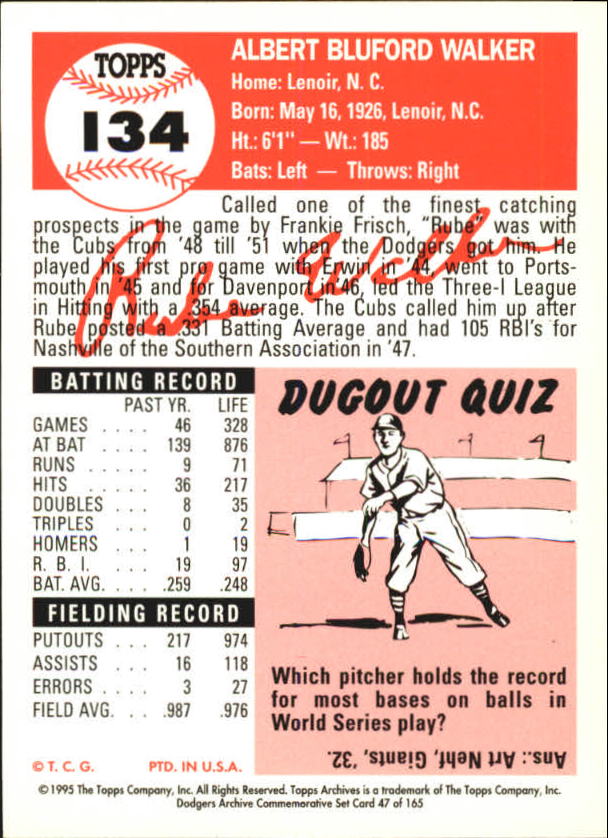 TOPPS
134
ALBERT BLUFORD WALKER
Home: Lenoir, N. C.
Born: May 16, 1926, Lenoir, N.C.
Ht.: 6'1" — Wt.: 185
Bats: Left — Throws: Right
Called one of the finest catching
prospects in the game by Frankie Frisch, "Rube" was with
the Cubs from '48 till '51 when the Dodgers got him. He
played his first pro game with Erwin in '44, went to Ports-
mouth in '45 and for Davenport in '46, led the Three-I League
in Hitting with a .354 average. The Cubs called him up after
Rube posted a .331 Batting Average and had 105 RBI's for
Nashville of the Southern Association in '47.
Rube Walker
BATTING RECORD
PAST YR. LIFE
GAMES . . . . 46 328
AT BAT . . . . 139 876
RUNS . . . . . 9 71
HITS . . . . . 36 217
DOUBLES . . . 8 35
TRIPLES . . . 0 2
HOMERS . . . 1 19
R. B. I. . . . 19 97
BAT. AVG. . . . .259 .248
FIELDING RECORD
PUTOUTS . . . 217 974
ASSISTS . . . 16 118
ERRORS . . . . 3 27
FIELD AVG. . . .987 .976
© T. C. G. PTD. IN U.S.A.
DUGOUT QUIZ
Which pitcher holds the record
for most bases on balls in
World Series play?
Ans.: Art Nehf, Giants, '32.
© 1995 The Topps Company, Inc. All Rights Reserved. Topps Archives is a trademark of The Topps Company, Inc.
Dodgers Archive Commemorative Set Card 47 of 165